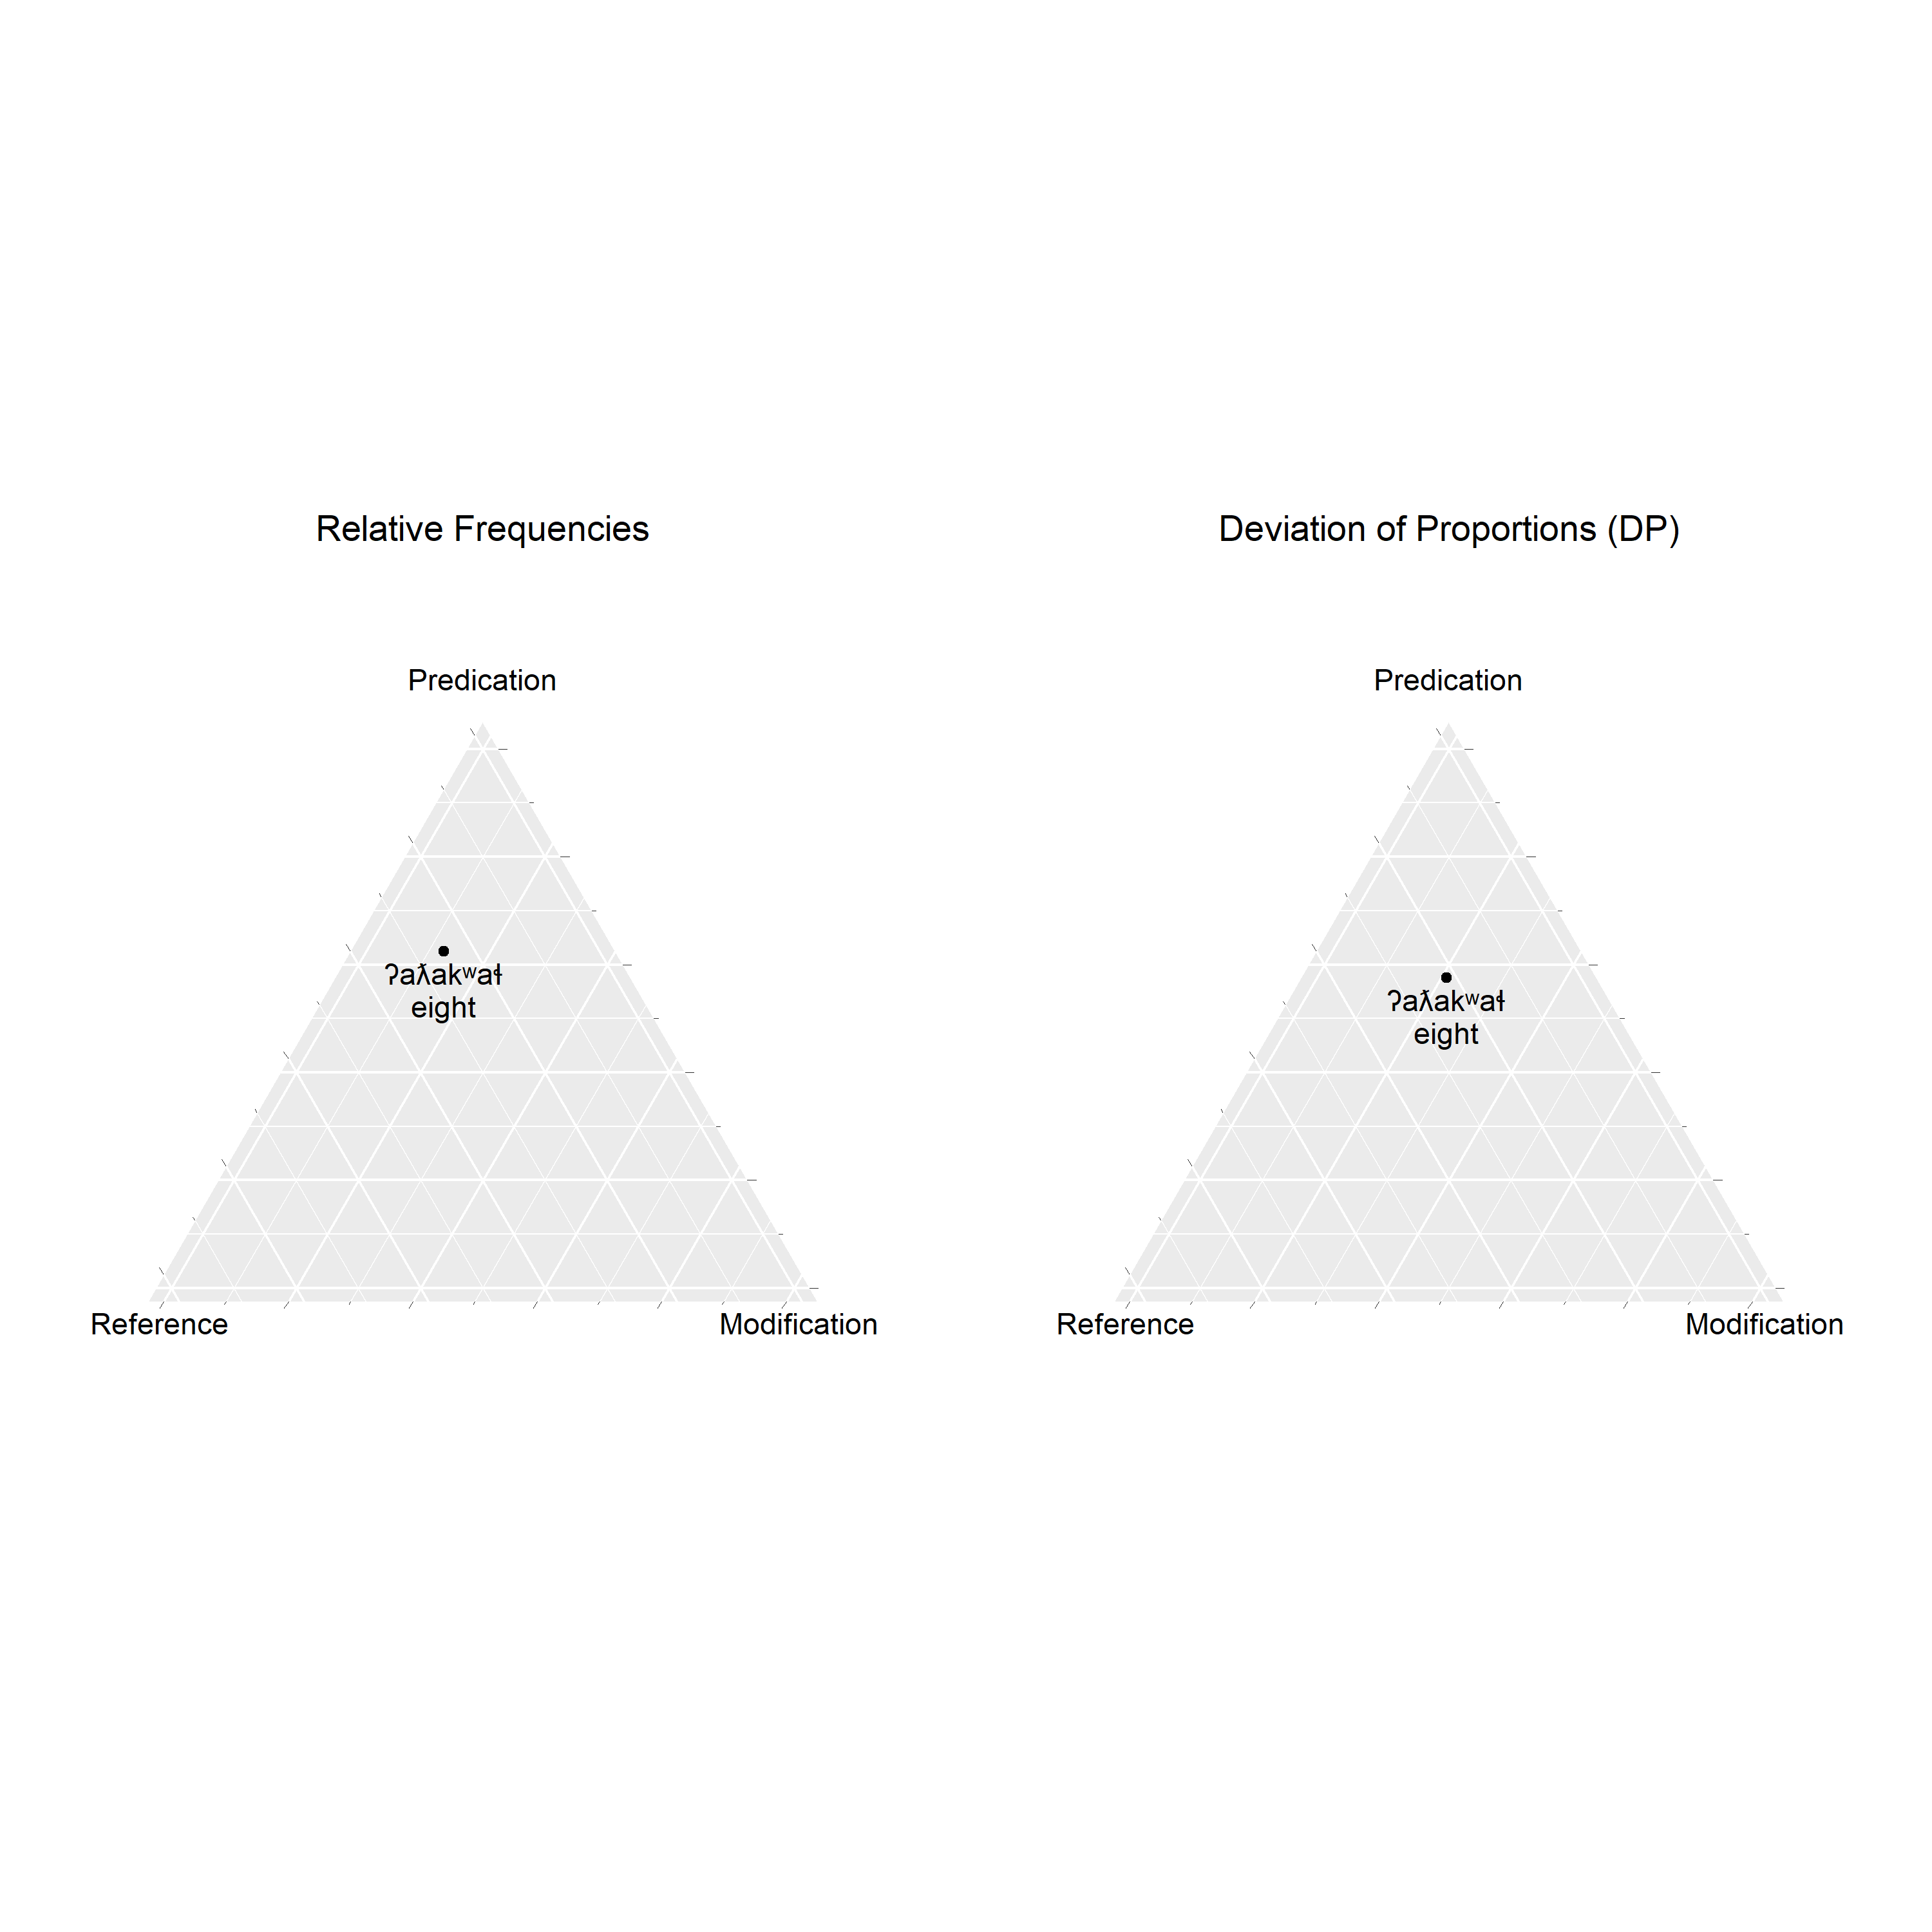 Relative Frequencies
Predication
ʔaƛakʷaɬ
eight
Reference
Modification
Deviation of Proportions (DP)
Predication
ʔaƛakʷaɬ
eight
Reference
Modification